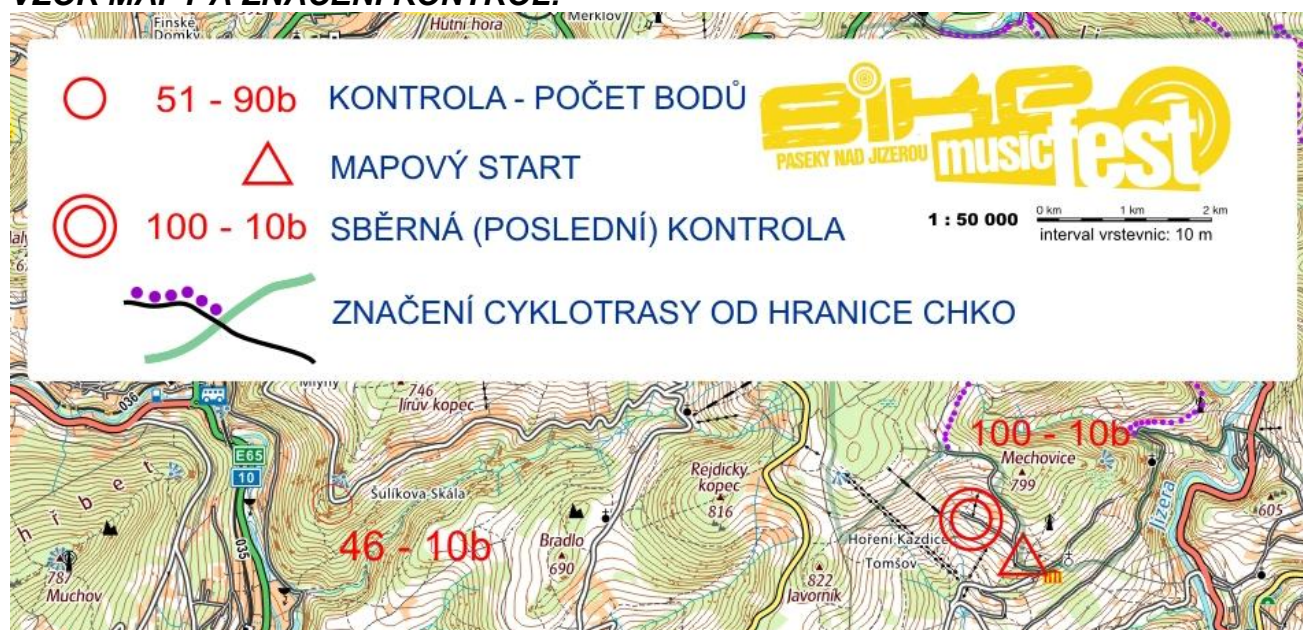 VZOR MAPY A ZNAČENÍ KONTROL:
Finské
Domky
Hutní hora
Merklov
51 - 90b KONTROLA - POČET BODŮ
MAPOVÝ START
100 - 10b SBĚRNÁ (POSLEDNÍ) KONTROLA
ZNAČENÍ CYKLOTRASY OD HRANICE CHKO
BiKe
PASEKY NAD JIZEROU music fest
1 : 50 000
0 km 1 km 2 km
interval vrstevnic: 10 m
Mlýny
036
746
Jírův kopec
E65
10
hřbet
Šulíkova Skála
035
46 - 10b
787
Muchov
Bradlo
690
Rejdický
kopec
816
100 - 10b
Mechovice
799
Hoření Kazdice
Tomšov
822
Javorník
Jizera
605